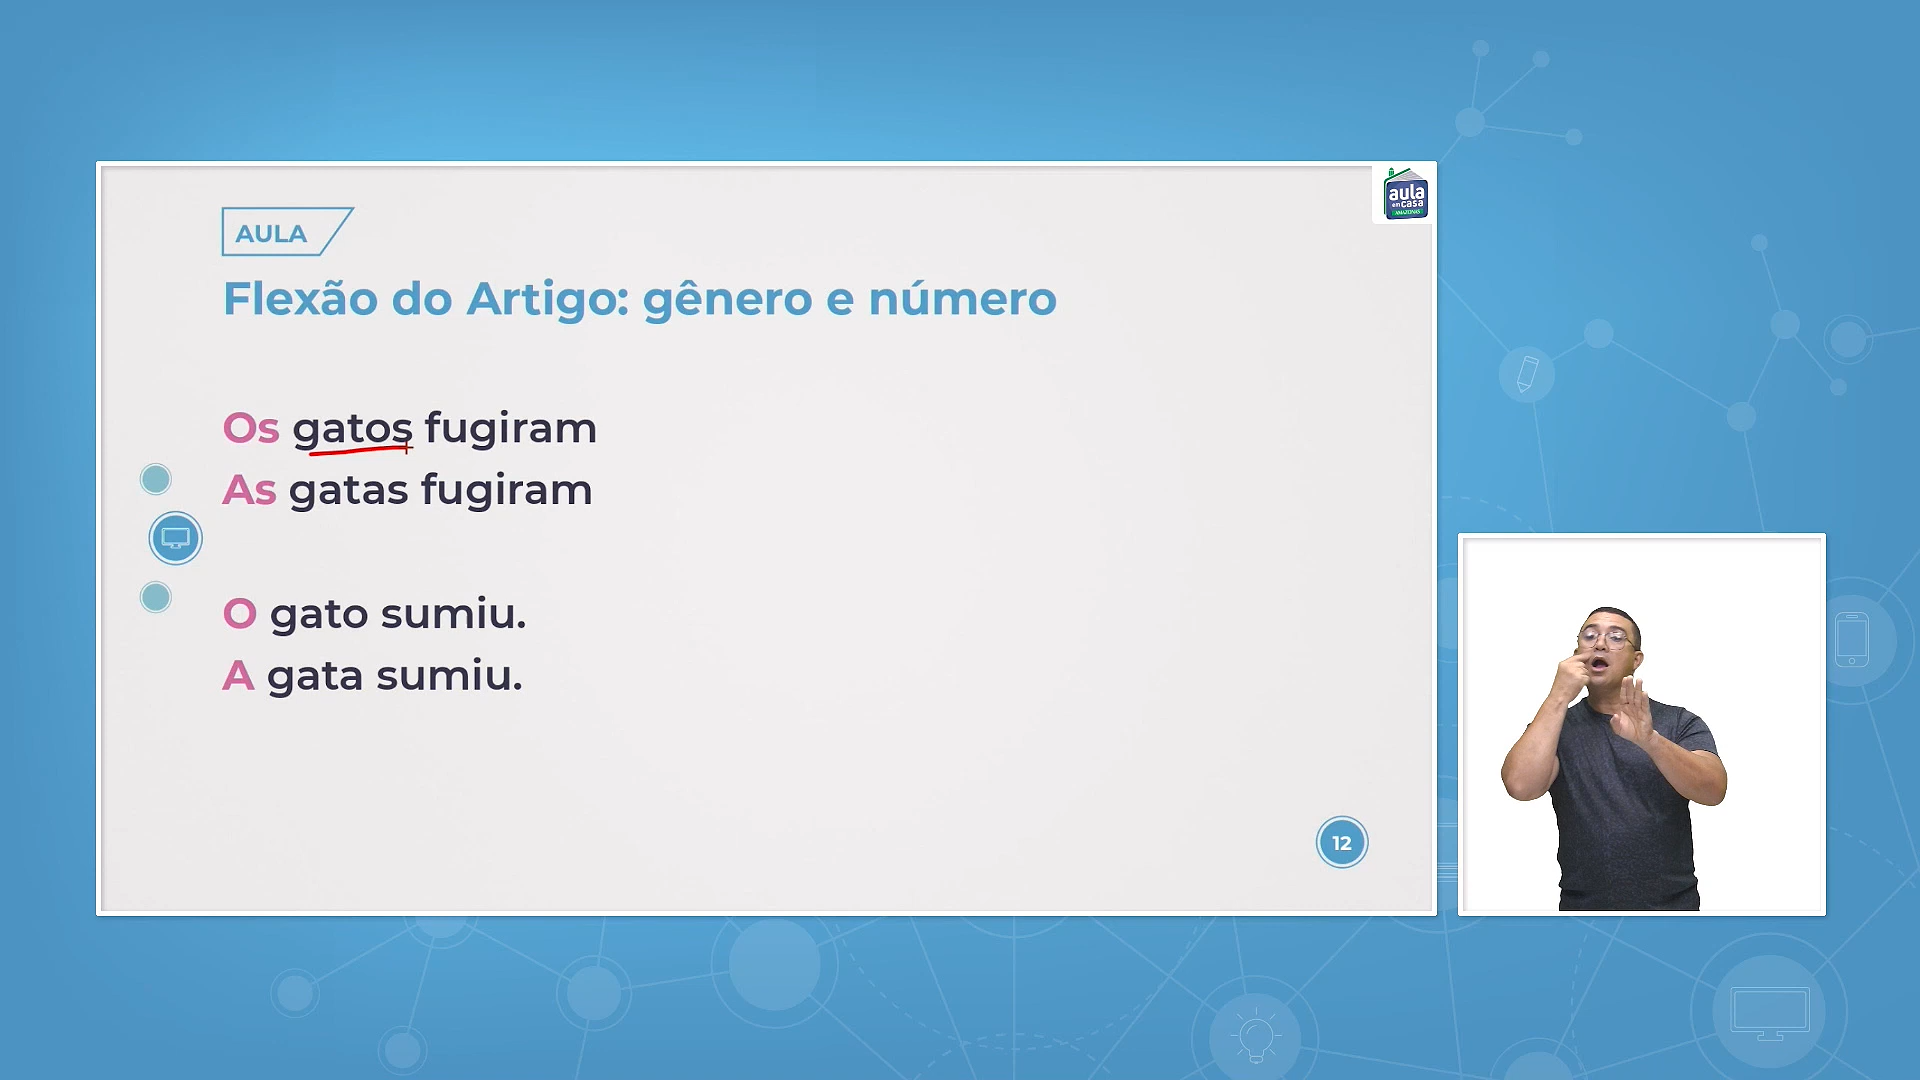 AULA
Flexão do Artigo: gênero e número
Os gatos fugiram
As gatas fugiram
O gato sumiu.
A gata sumiu.
12
aula
em casa
AMAZONAS